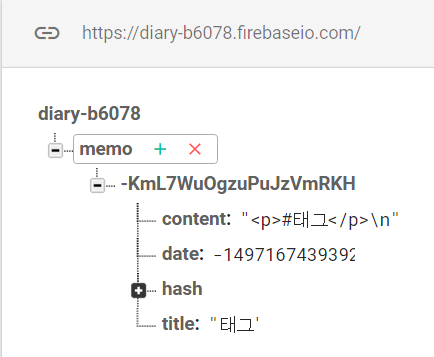 https://diary-b6078.firebaseio.com/
diary-b6078
memo
-KmL7WuOgzuPuJzVmRKH
content: "<p>#태그</p>\n"
date: -1497167439392
hash
title: "태그'